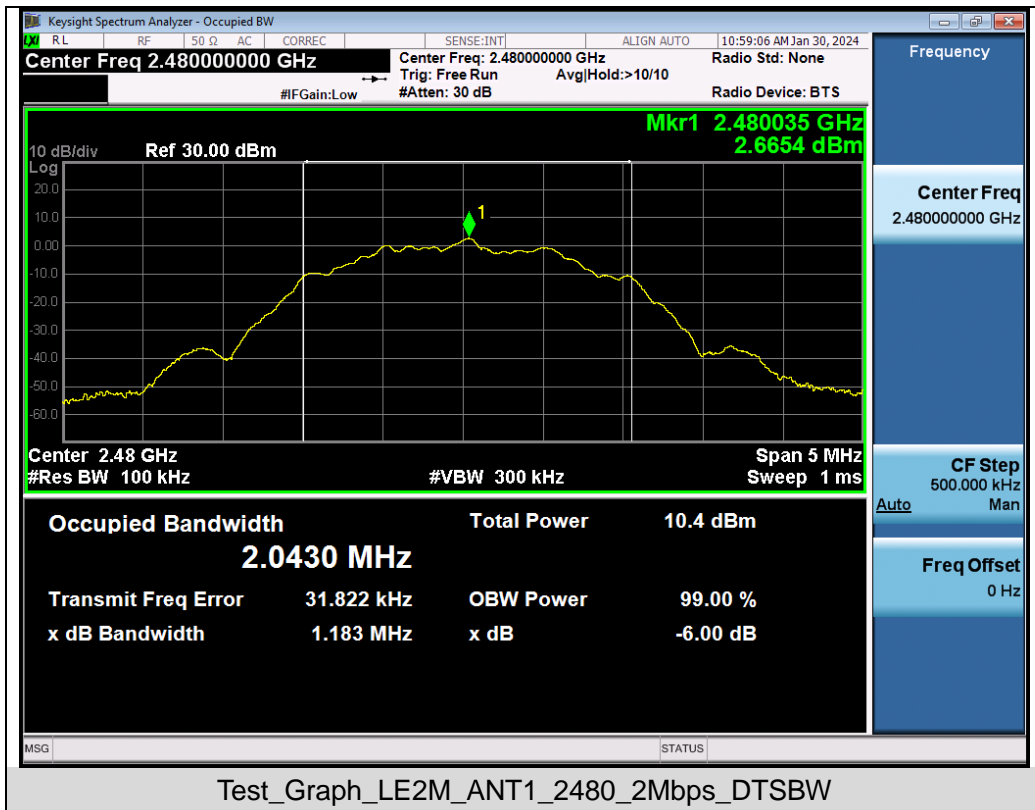 Keysight Spectrum Analyzer - Occupied BW
LXI RL RF 50 Ω AC CORREC SENSE:INT ALIGN AUTO 10:59:06 AM Jan 30, 2024
Center Freq 2.480000000 GHz
Center Freq: 2.480000000 GHz
Radio Std: None
Trig: Free Run Avg|Hold:>10/10
#IFGain:Low
#Atten: 30 dB
Radio Device: BTS
Frequency
Mkr1 2.480035 GHz
2.6654 dBm
10 dB/div Ref 30.00 dBm
Log
20.0
10.0
0.00
-10.0
-20.0
-30.0
-40.0
-50.0
-60.0
1
Center 2.48 GHz Span 5 MHz
#Res BW 100 kHz #VBW 300 kHz Sweep 1 ms
Center Freq
2.480000000 GHz
CF Step
500.000 kHz
Auto Man
Freq Offset
0 Hz
Occupied Bandwidth Total Power 10.4 dBm
2.0430 MHz
Transmit Freq Error 31.822 kHz OBW Power 99.00 %
x dB Bandwidth 1.183 MHz x dB -6.00 dB
MSG STATUS
Test_Graph_LE2M_ANT1_2480_2Mbps_DTSBW